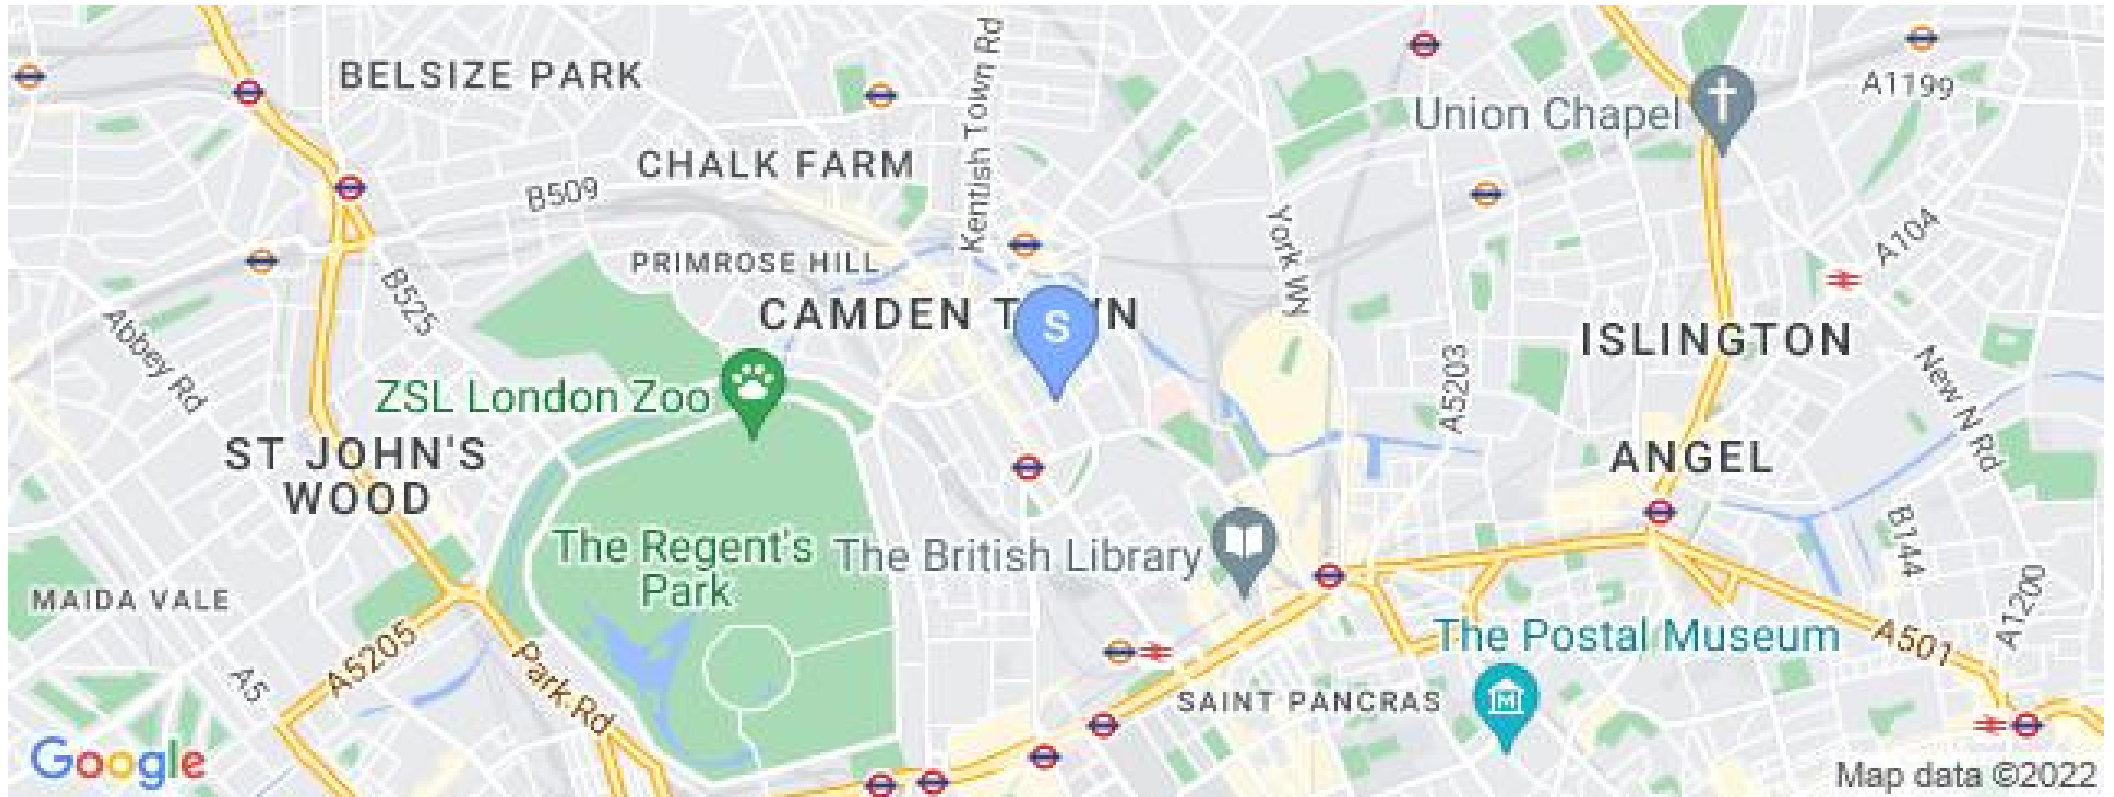 BELSIZE PARK
Kentish Town Rd
A1199
Union Chapel
CHALK FARM
B509
York Wy
A104
PRIMROSE HILL
B525
CAMDEN T WN
S
Abbey Rd
ISLINGTON
A5203
New N Rd
ZSL London Zoo
ST JOHN'S
WOOD
ANGEL
The Regent's
Park
The British Library
B144
MAIDA VALE
A1200
A5205
Park Rd
The Postal Museum
A501
A5
SAINT PANCRAS
M
Google
Map data ©2022